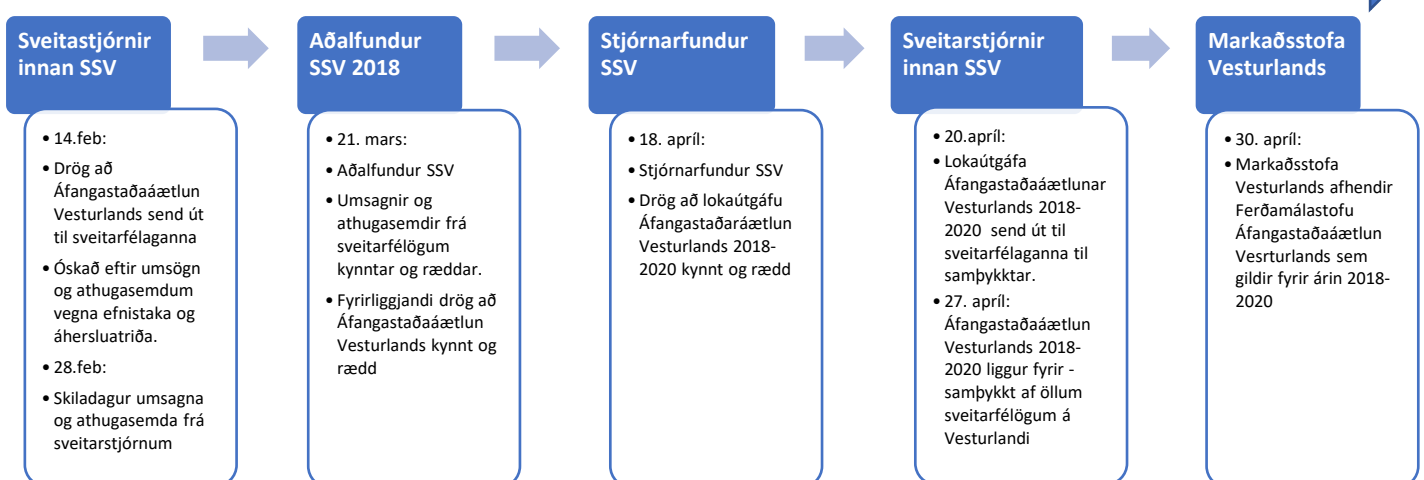 Sveitastjórnir
innan SSV
• 14.feb:
• Drög að
Áfangastaðaáætlun
Vesturlands send út
til sveitarfélaganna
• Óskað eftir umsögn
og athugasemdum
vegna efnistaka og
áhersluatriða.
• 28.feb:
• Skiladagur umsagna
og athugasemda frá
sveitarstjórnum
Aðalfundur
SSV 2018
• 21. mars:
• Aðalfundur SSV
• Umsagnir og
athugasemdir frá
sveitarfélögum
kynntar og ræddar.
• Fyrirliggjandi drög að
Áfangastaðaáætlun
Vesturlands kynnt og
rædd
Stjórnarfundur
SSV
• 18. apríl:
• Stjórnarfundur SSV
• Drög að lokaútgáfu
Áfangastaðaráætlun
Vesturlands 2018-
2020 kynnt og rædd
Sveitarstjórnir
innan SSV
• 20.apríl:
• Lokaútgáfa
Áfangastaðaáætlunar
Vesturlands 2018-
2020 send út til
sveitarfélaganna til
samþykktar.
• 27. apríl:
Áfangastaðaáætlun
Vesturlands 2018-
2020 liggur fyrir -
samþykkt af öllum
sveitarfélögum á
Vesturlandi
Markaðsstofa
Vesturlands
• 30. apríl:
• Markaðsstofa
Vesturlands afhendir
Ferðamálastofu
Áfangastaðaáætlun
Vesrturlands sem
gildir fyrir árin 2018-
2020